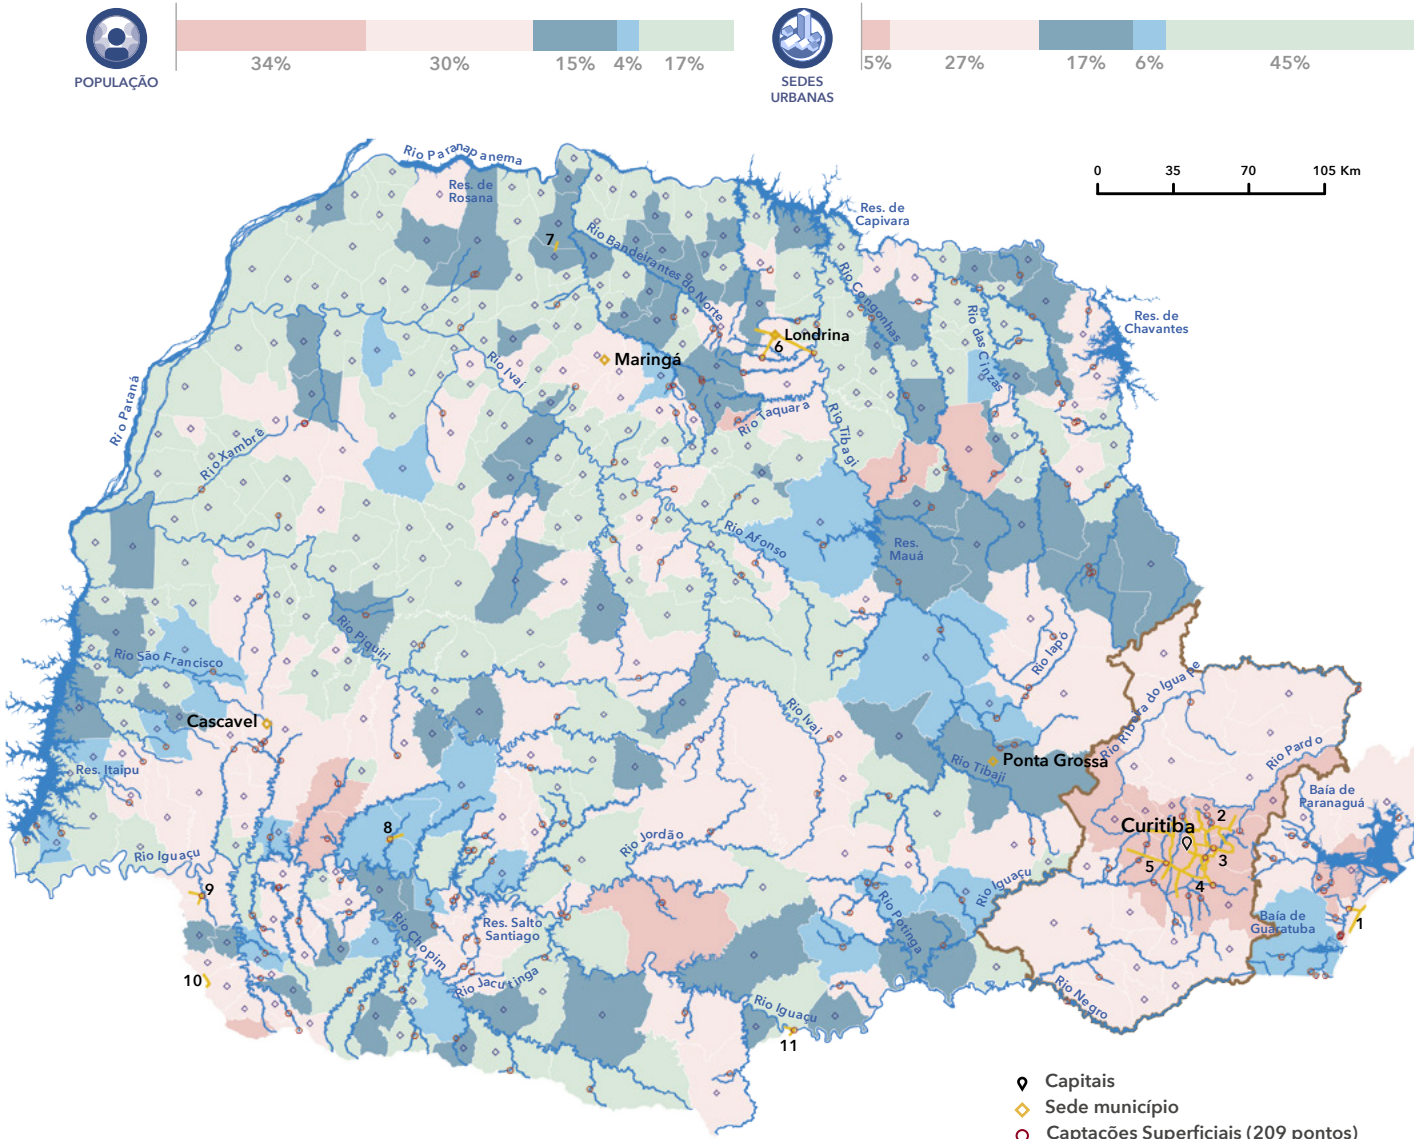 POPULAÇÃO
34%
30%
15%
4%
17%
SEDES
URBANAS
5%
27%
17%
6%
45%
0
35
70
105 Km
Rio Paranapanema
Res. de
Rosana
Res. de
Capivara
7
Rio Bandeirantes do Norte
Rio Congonhas
Rio das Cinzas
Res. de
Chavantes
Londrina
6
Maringá
Rio Ivaí
Rio Paraná
Rio Xambrê
Rio Taquara
Rio Tibagi
Rio Afonso
Res.
Mauá
Rio Piquiri
Rio São Francisco
Rio Iapó
Rio Ribeira do Iguape
Cascavel
Rio Ivaí
Res. Itaipu
Ponta Grossa
Rio Tibaji
Rio Pardo
Baía de
Paranaguá
Curitiba
2
3
5
4
8
Rio Jordão
Rio Iguaçu
9
Rio Iguaçu
Rio Potinga
Res. Salto
Santiago
Rio Chopim
Baía de
Guaratuba
1
10
Rio Jacutinga
Rio Iguaçu
Rio Negro
11
Capitais
Sede município
Captações Superficiais (209 pontos)